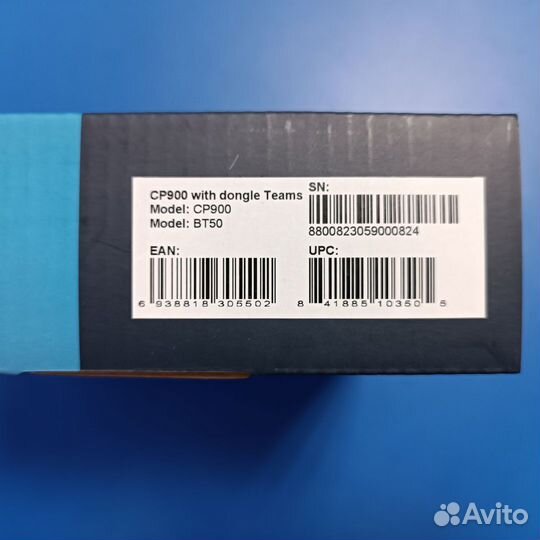 CP900 with dongle Teams
Model: CP900
Model: BT50
SN:
8800823059000824
EAN:
6 938818 305502
UPC:
8 41885 10350 5
Avito